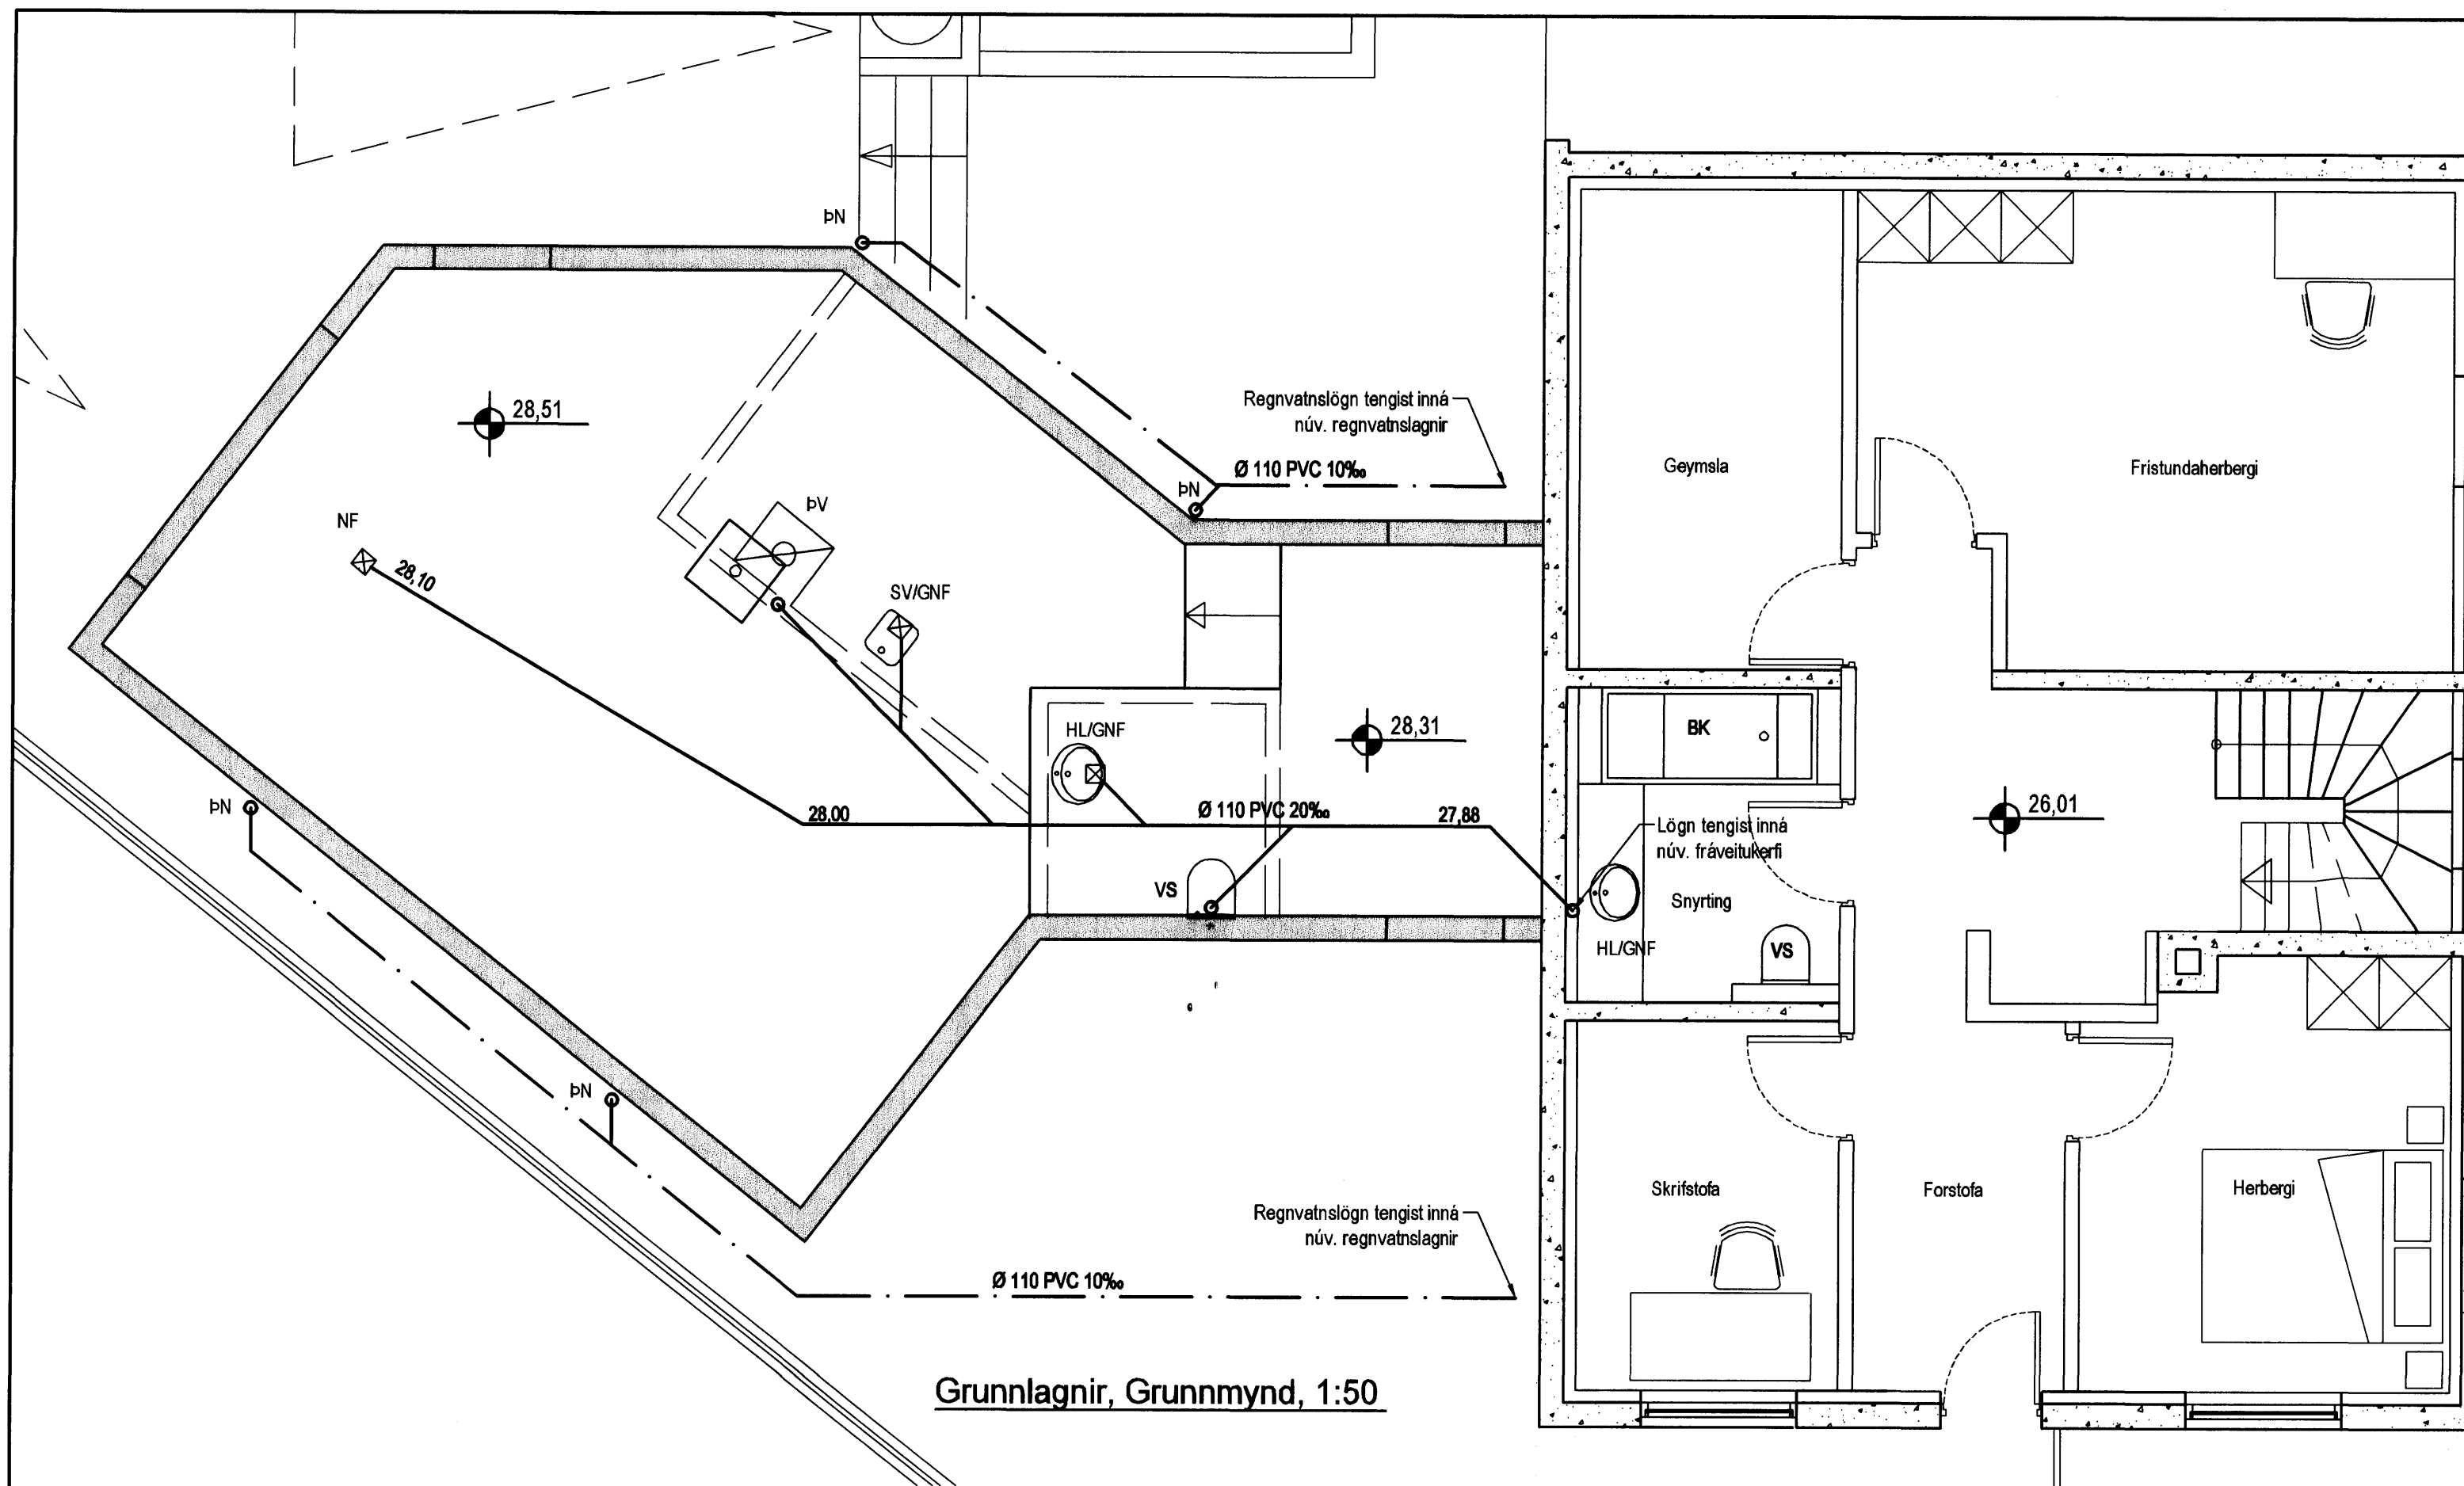 ÞN
28,51
Regnvatnslögn tengist inná
núv. regnvatnslagnir
Ø 110 PVC 10‰
ÞN
Geymsla
Fristundaherbergi
NF
28,10
ÞV
SV/GNF
HL/GNF
28,31
BK
ÞN
28,00
Ø 110 PVC 20‰
27,88
Lögn tengist inná
núv. fráveitukerfi
26,01
VS
Snyrting
HL/GNF
VS
ÞN
Skrifstofa
Forstofa
Herbergi
Regnvatnslögn tengist inná
núv. regnvatnslagnir
Ø 110 PVC 10‰
Grunnlagnir, Grunnmynd, 1:50